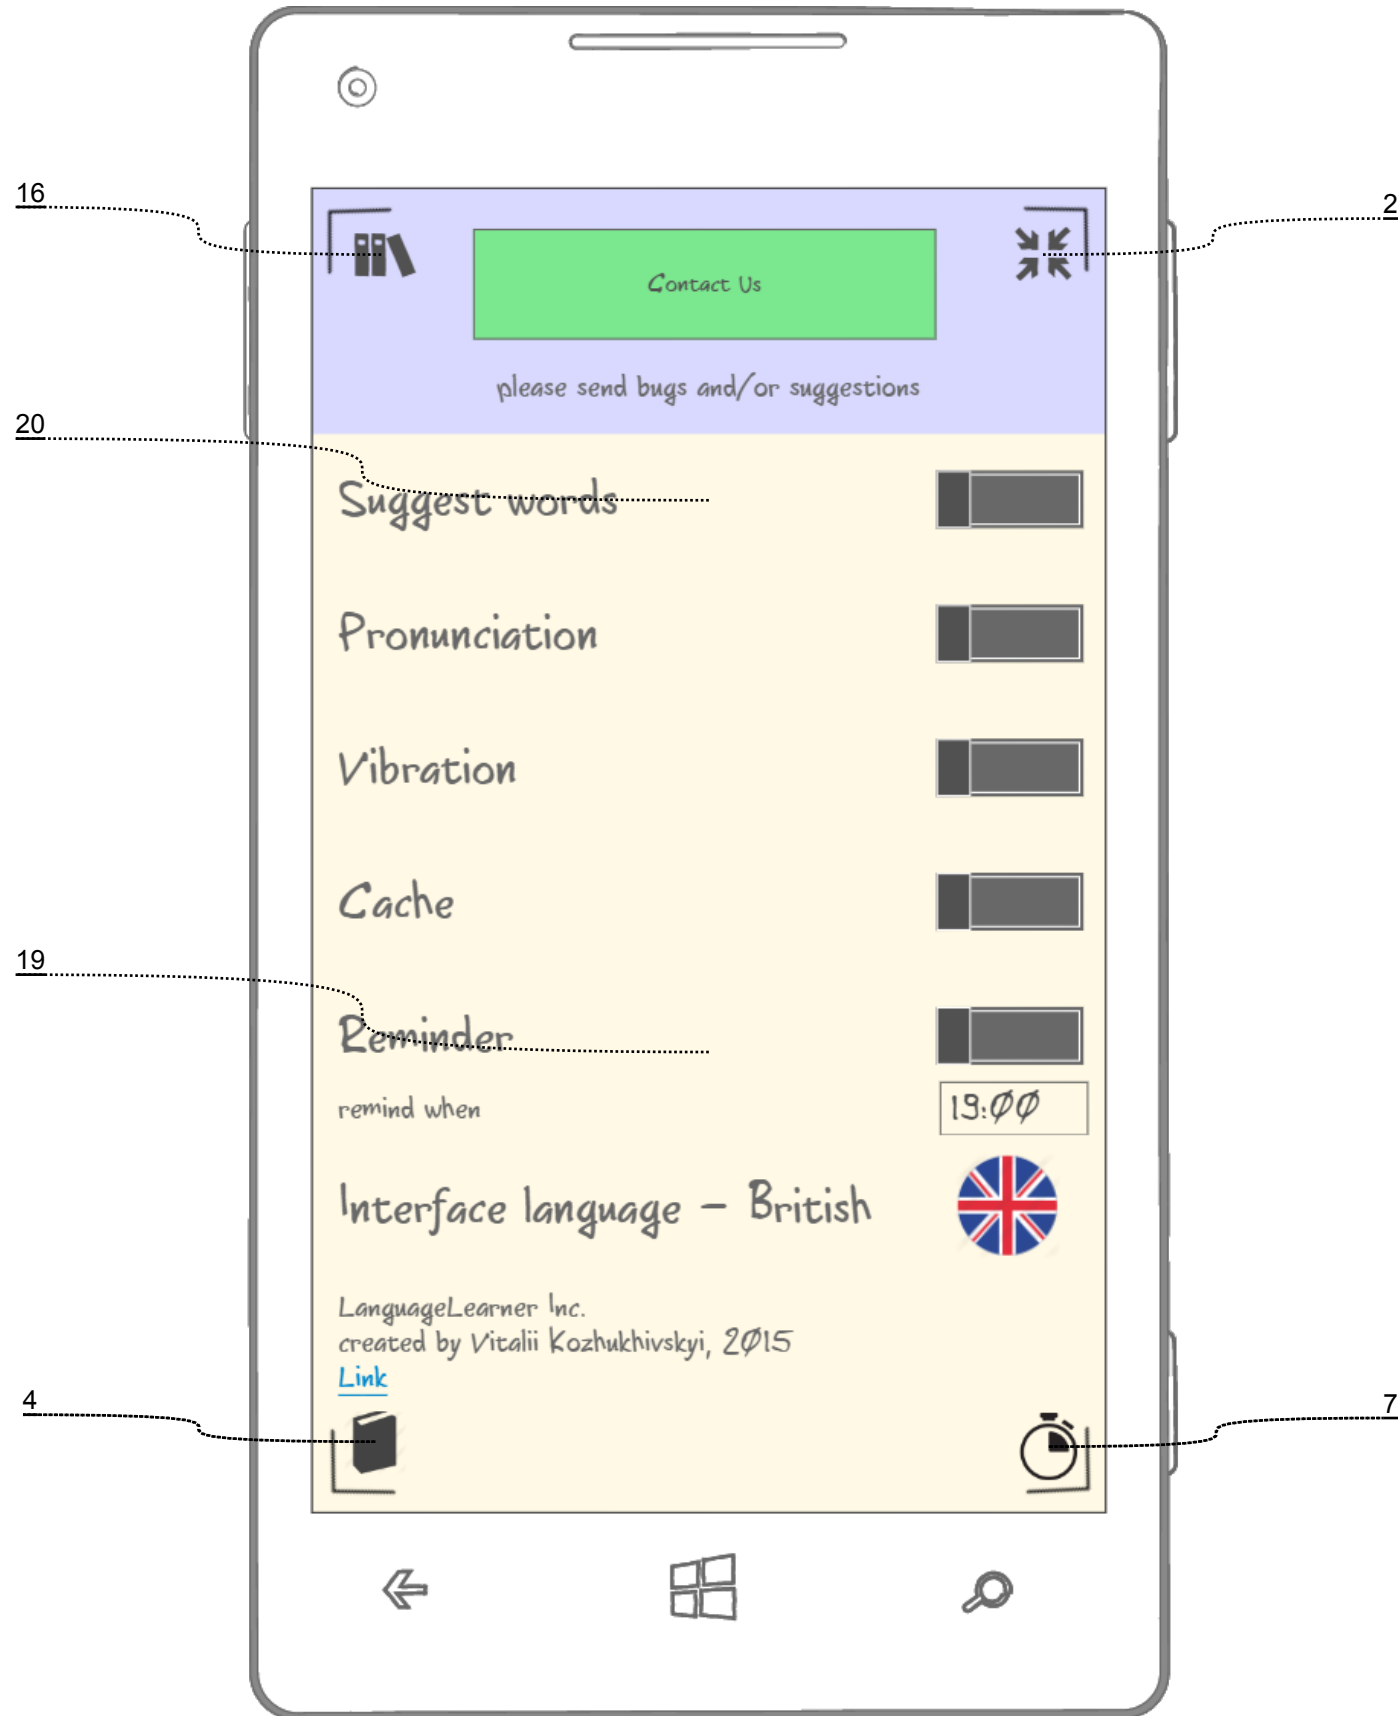 16
2
Contact Us
please send bugs and/or suggestions
20
Suggest words
Pronunciation
Vibration
Cache
19
Reminder
remind when
19:00
Interface language – British
LanguageLearner Inc.
created by Vitalii Kozhukhivskyi, 2015
Link
4
7